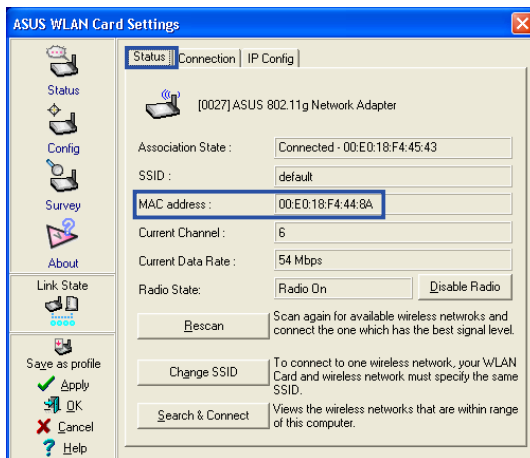 ASUS WLAN Card Settings
Status
Config
Survey
About
Link State
Save as profile
Apply
OK
Cancel
Help
Status Connection IP Config
[0027] ASUS 802.11g Network Adapter
Association State : Connected - 00:E0:18:F4:45:43
SSID : default
MAC address : 00:E0:18:F4:44:8A
Current Channel : 6
Current Data Rate : 54 Mbps
Radio State: Radio On Disable Radio
Rescan
Scan again for available wireless netwroks and
connect the one which has the best signal level.
Change SSID
To connect to one wireless network, your WLAN
Card and wireless network must specify the same
SSID.
Search & Connect
Views the wireless networks that are within range
of this computer.